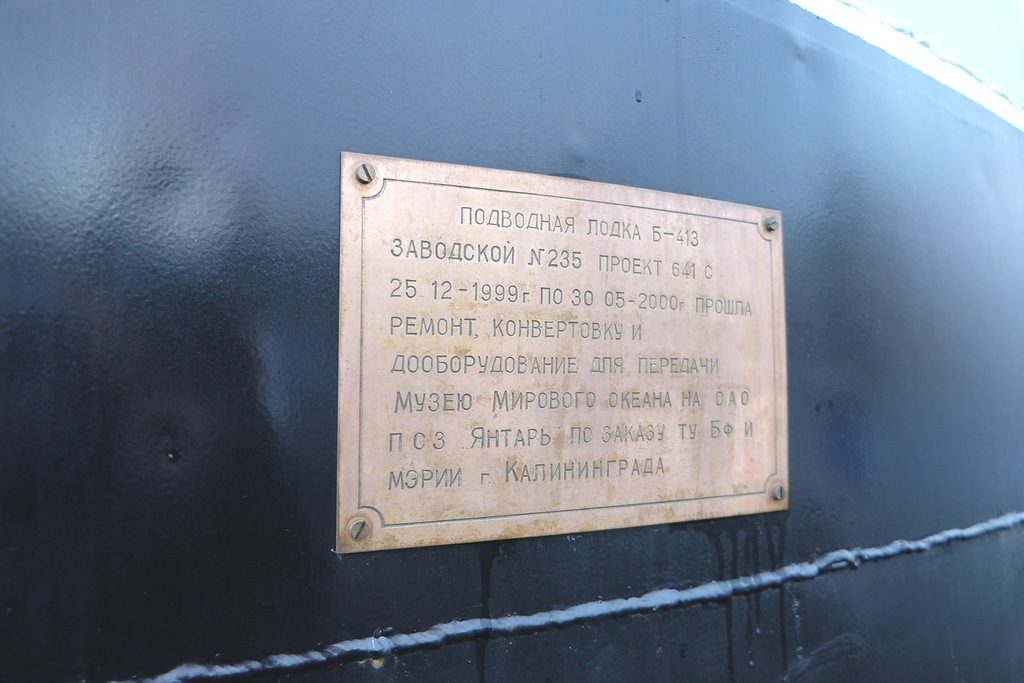 ПОДВОДНАЯ ЛОДКА Б-413
ЗАВОДСКОЙ №235 ПРОЕКТ 641 С
25 12-1999г ПО 30 05-2000г ПРОШЛА
РЕМОНТ, КОНВЕРТОВКУ И
ДООБОРУДОВАНИЕ ДЛЯ ПЕРЕДАЧИ
МУЗЕЮ МИРОВОГО ОКЕАНА НА ОАО
ПСЗ "ЯНТАРЬ" ПО ЗАКАЗУ ТУ БФ И
МЭРИИ г. КАЛИНИНГРАДА